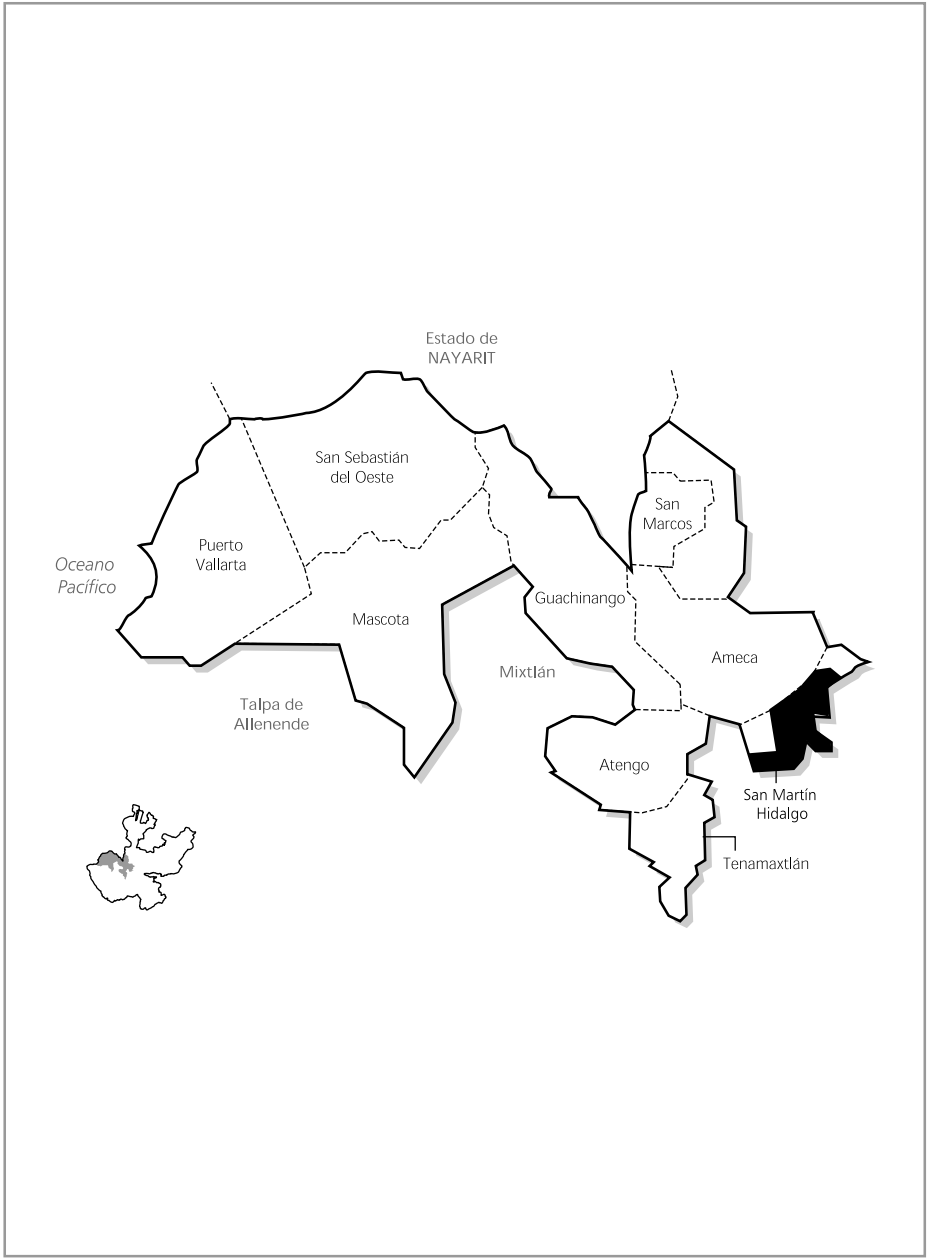 Estado de
NAYARIT
San Sebastián
del Oeste
San
Marcos
Puerto
Vallarta
Oceano
Pacífico
Guachinango
Mascota
Ameca
Mixtlán
Talpa de
Allenende
Atengo
San Martín
Hidalgo
Tenamaxtlán